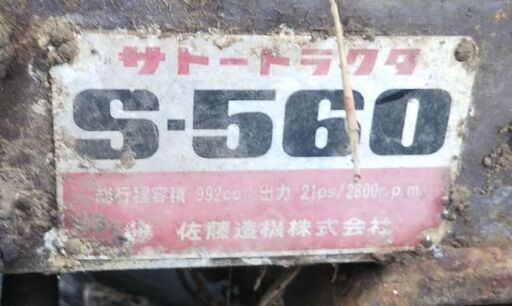 サトートラクタ
S-560
総行程容積 992cc 出力 21ps/2800r.p.m.
佐藤造機株式会社